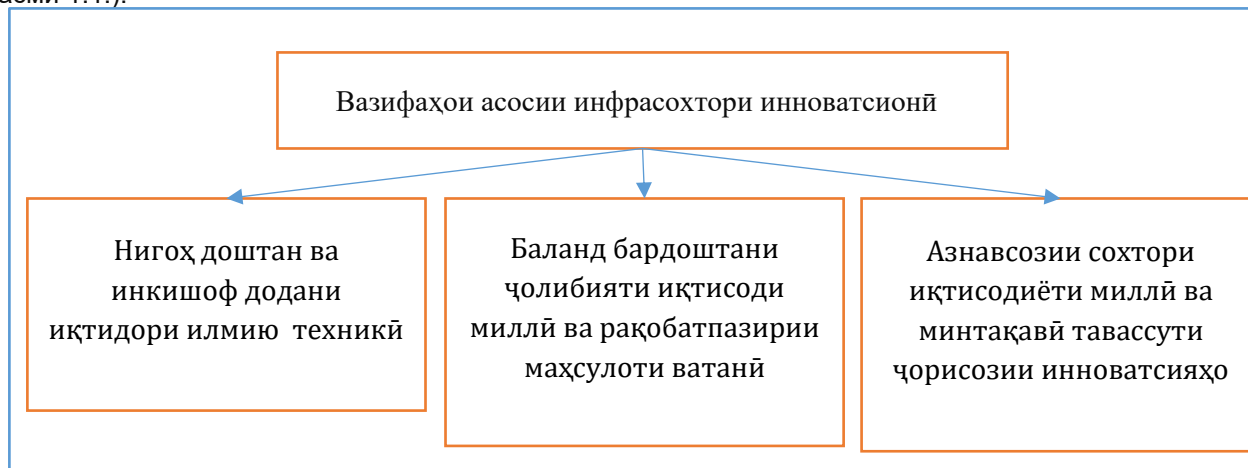 Вазифаҳои асосии инфрасохтори инноватсионӣ
Нигоҳ доштан ва
инкишоф додани
иқтидори илмию техникӣ
Баланд бардоштани
ҷолибияти иқтисоди
миллӣ ва рақобатпазирии
маҳсулоти ватанӣ
Азнавсозии сохтори
иқтисодиёти миллӣ ва
минтақавӣ тавассути
ҷорисозии инноватсияҳо